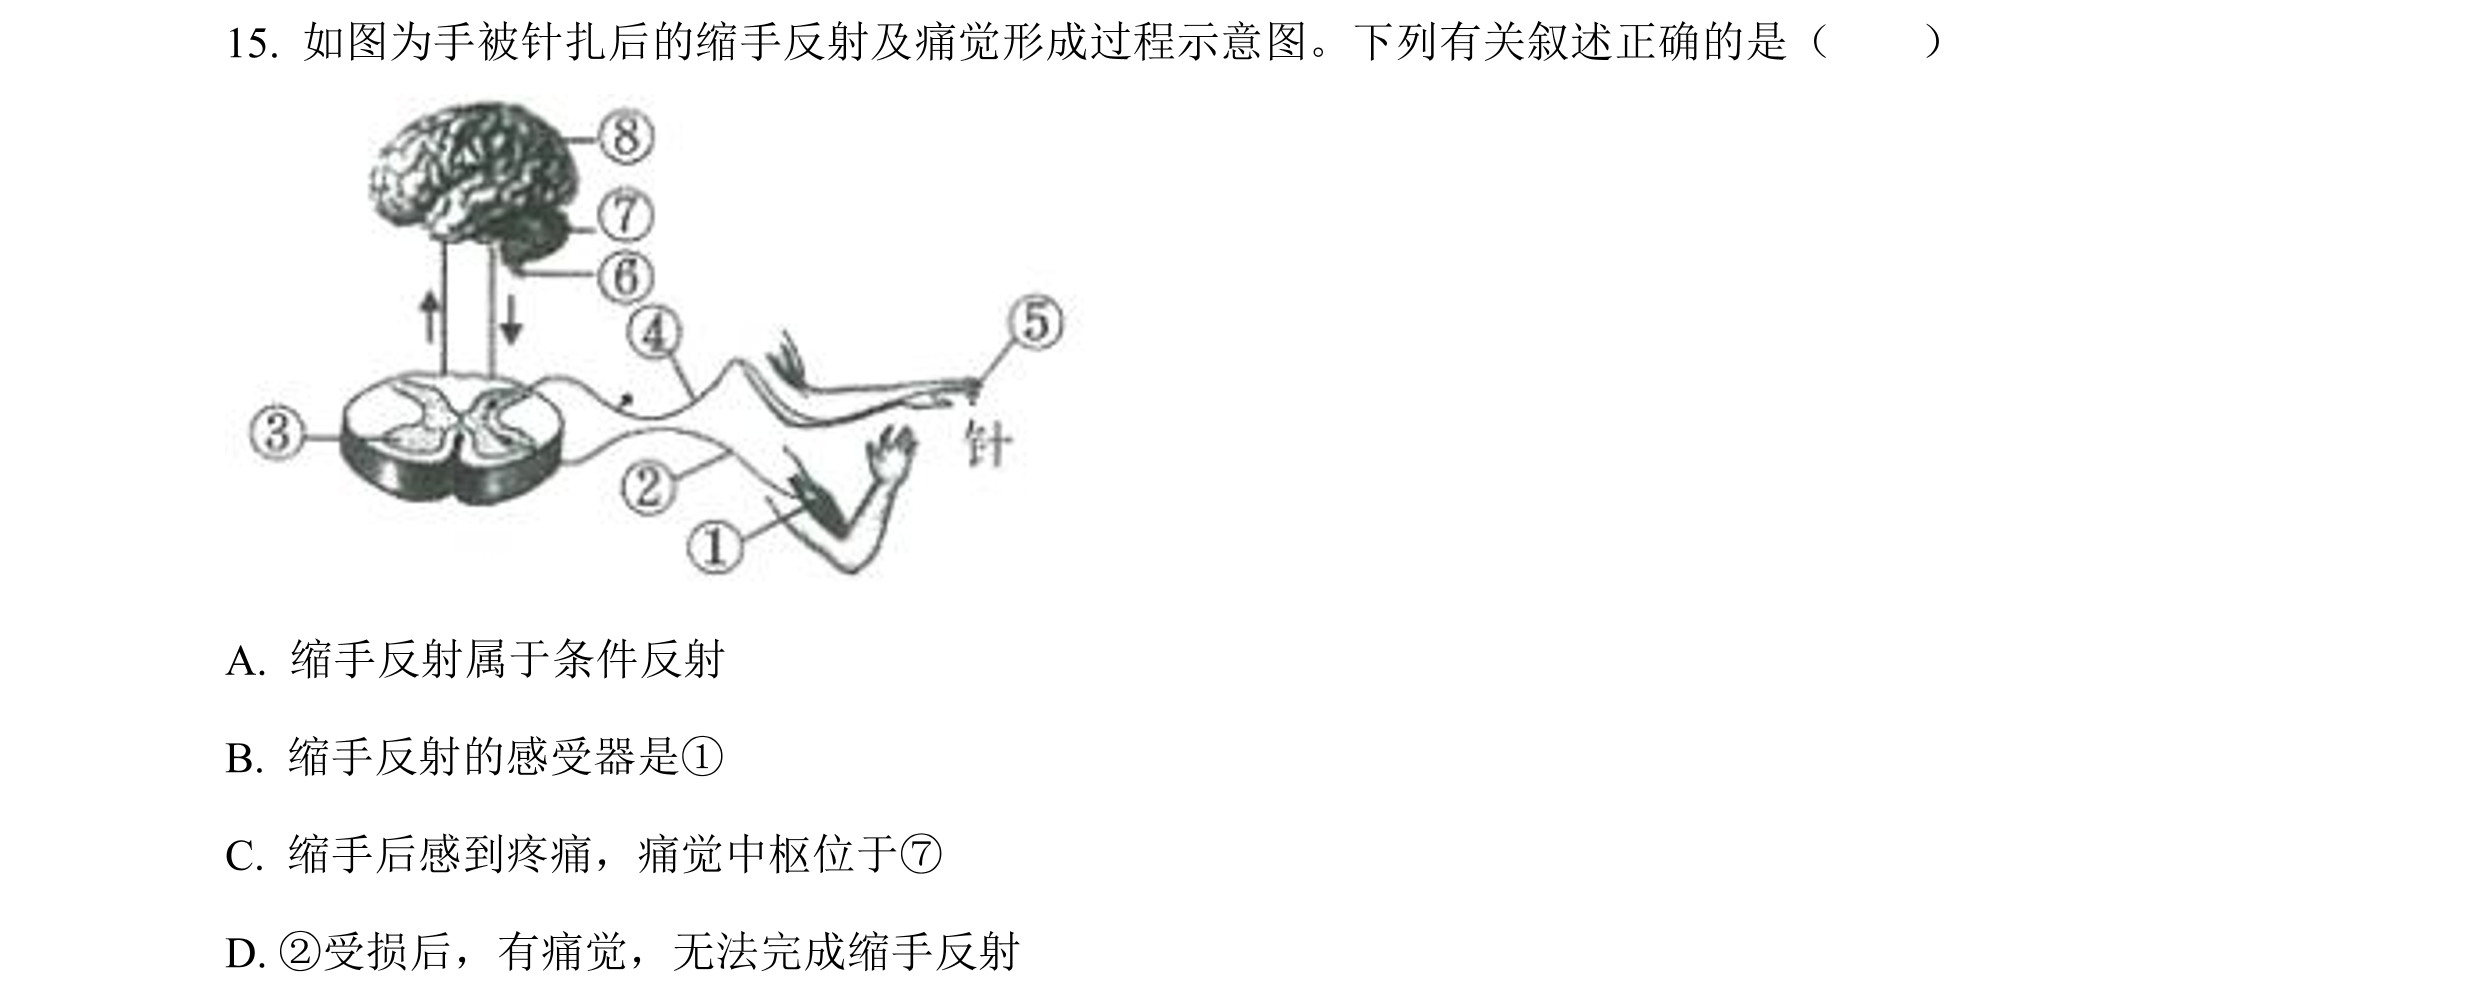 15. 如图为手被针扎后的缩手反射及痛觉形成过程示意图。下列有关叙述正确的是（　　）
⑧
⑦
⑥
④
⑤
③
针
②
①
A. 缩手反射属于条件反射
B. 缩手反射的感受器是①
C. 缩手后感到疼痛，痛觉中枢位于⑦
D. ②受损后，有痛觉，无法完成缩手反射